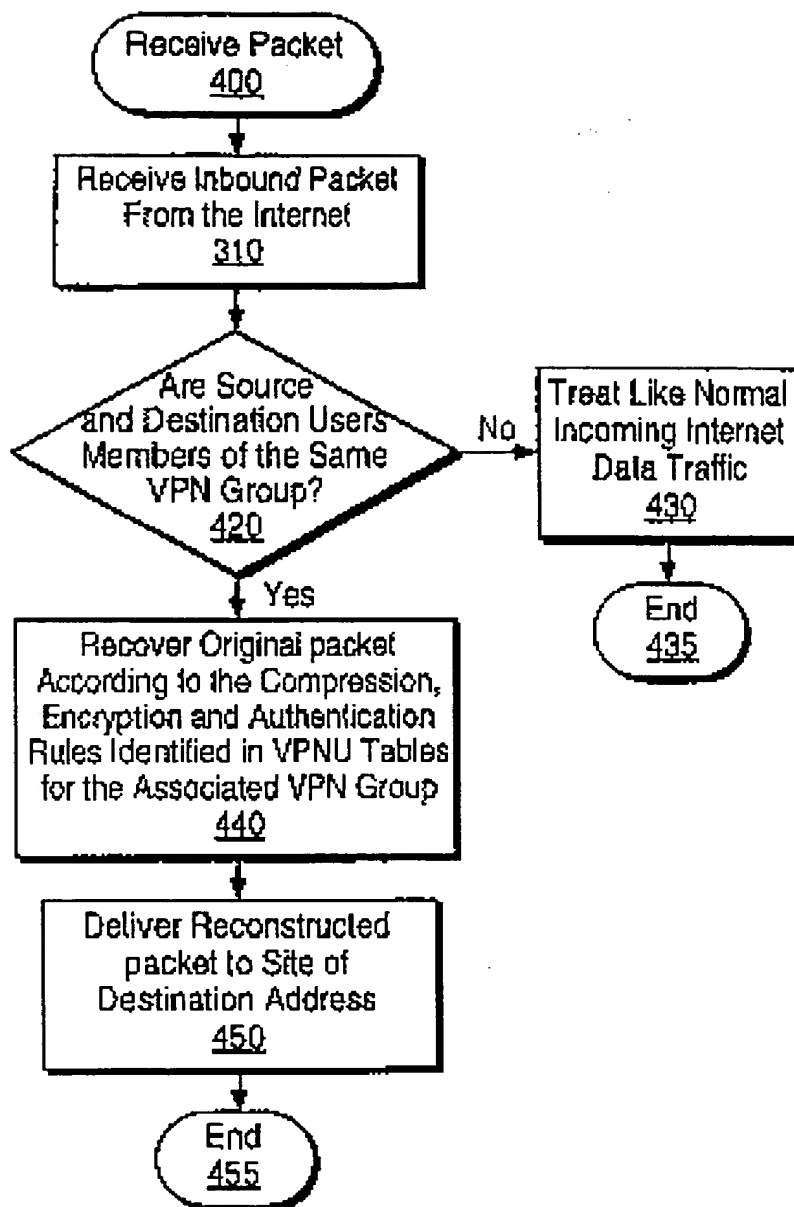 Receive Packet
400
Receive Inbound Packet
From the Internet
310
Are Source
and Destination Users
Members of the Same
VPN Group?
420
No
Treat Like Normal
Incoming Internet
Data Traffic
430
End
435
Yes
Recover Original packet
According to the Compression,
Encryption and Authentication
Rules Identified in VPNU Tables
for the Associated VPN Group
440
Deliver Reconstructed
packet to Site of
Destination Address
450
End
455